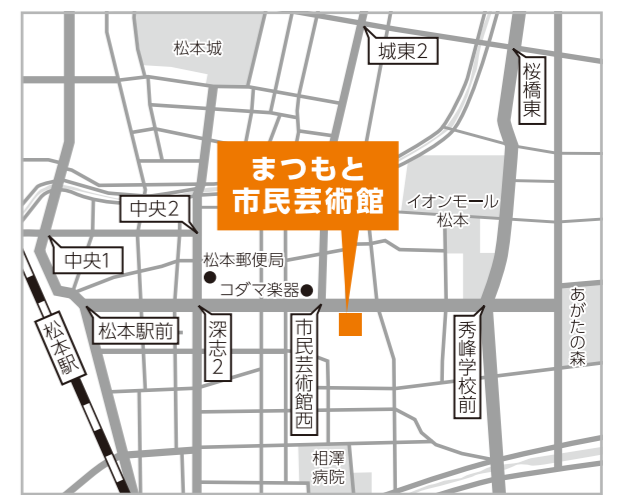 松本城
城東2
桜橋東
まつもと
市民芸術館
イオンモール
松本
中央2
中央1
松本郵便局
コダマ楽器
松本駅
松本駅前
深志2
市民芸術館西
秀峰学校前
あがたの森
相澤
病院